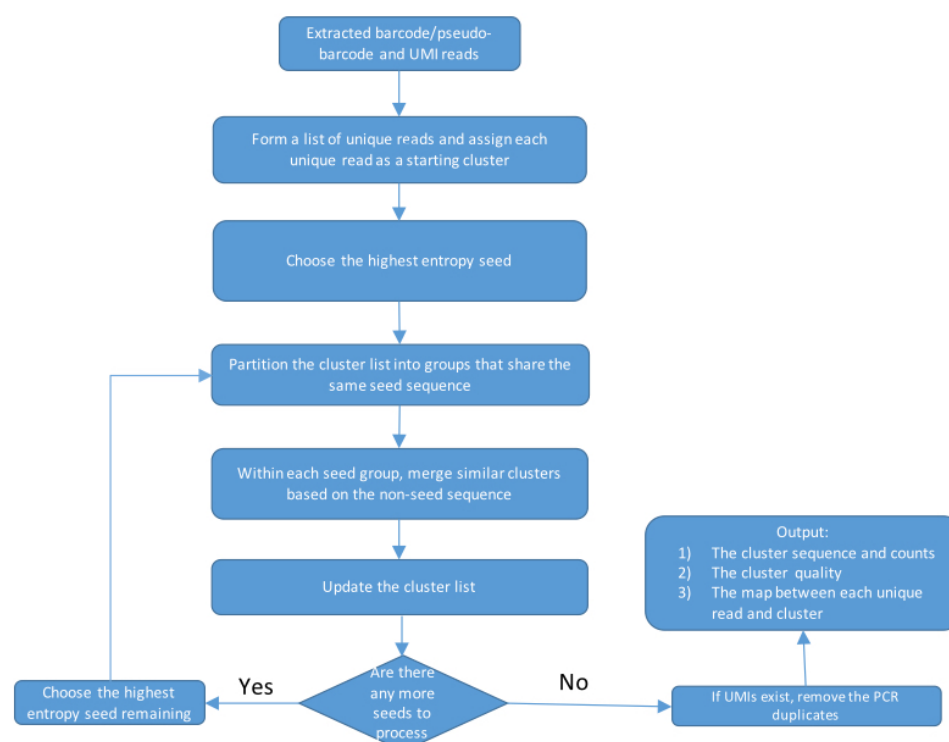 Extracted barcode/pseudo-
barcode and UMI reads
Form a list of unique reads and assign each
unique read as a starting cluster
Choose the highest entropy seed
Partition the cluster list into groups that share the
same seed sequence
Within each seed group, merge similar clusters
based on the non-seed sequence
Update the cluster list
Are there
any more
seeds to
process
Yes
No
Choose the highest
entropy seed remaining
If UMIs exist, remove the PCR
duplicates
Output:
1) The cluster sequence and counts
2) The cluster quality
3) The map between each unique
read and cluster